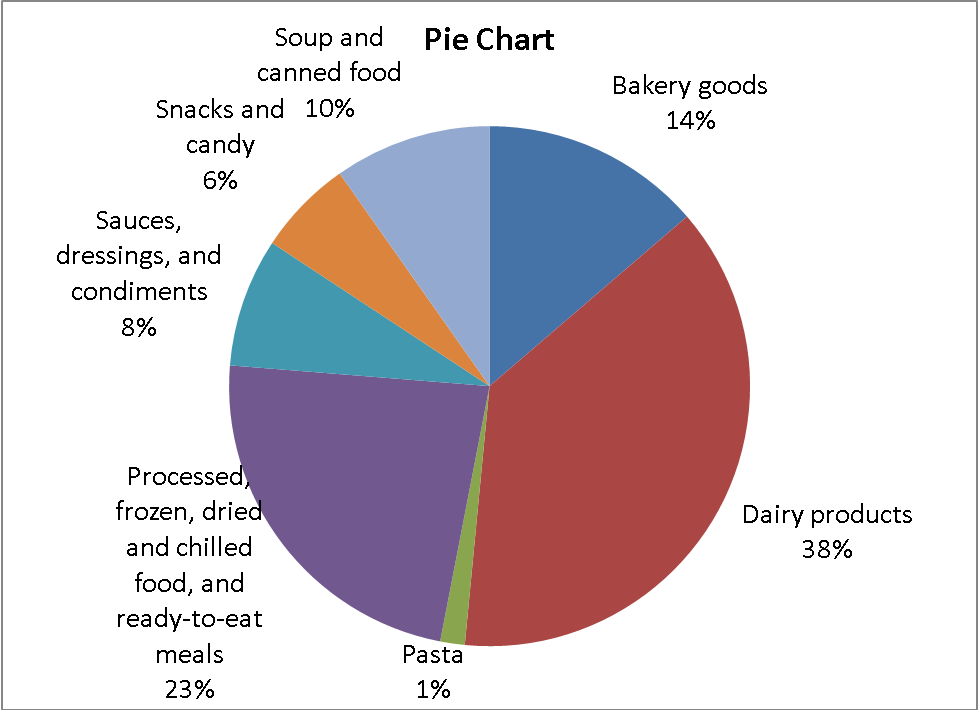 Pie Chart
Soup and
canned food
10%
Snacks and
candy
6%
Sauces,
dressings, and
condiments
8%
Processed,
frozen, dried
and chilled
food, and
ready-to-eat
meals
23%
Pasta
1%
Bakery goods
14%
Dairy products
38%